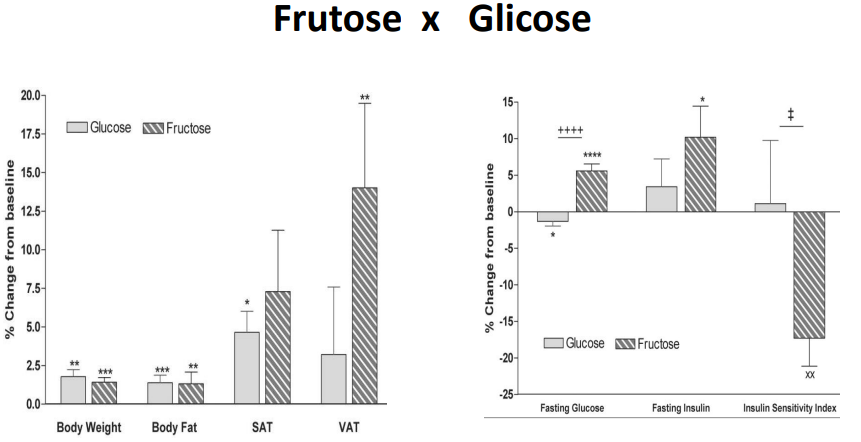 Frutose x Glicose
% Change from baseline
20.0
17.5
15.0
12.5
10.0
7.5
5.0
2.5
0.0
Glucose Fructose
**
*
** *** *** **
Body Weight Body Fat SAT VAT
% Change from baseline
15
10
5
0
-5
-10
-15
-20
-25
*
‡
++++
****
*
Glucose Fructose
xx
Fasting Glucose Fasting Insulin Insulin Sensitivity Index